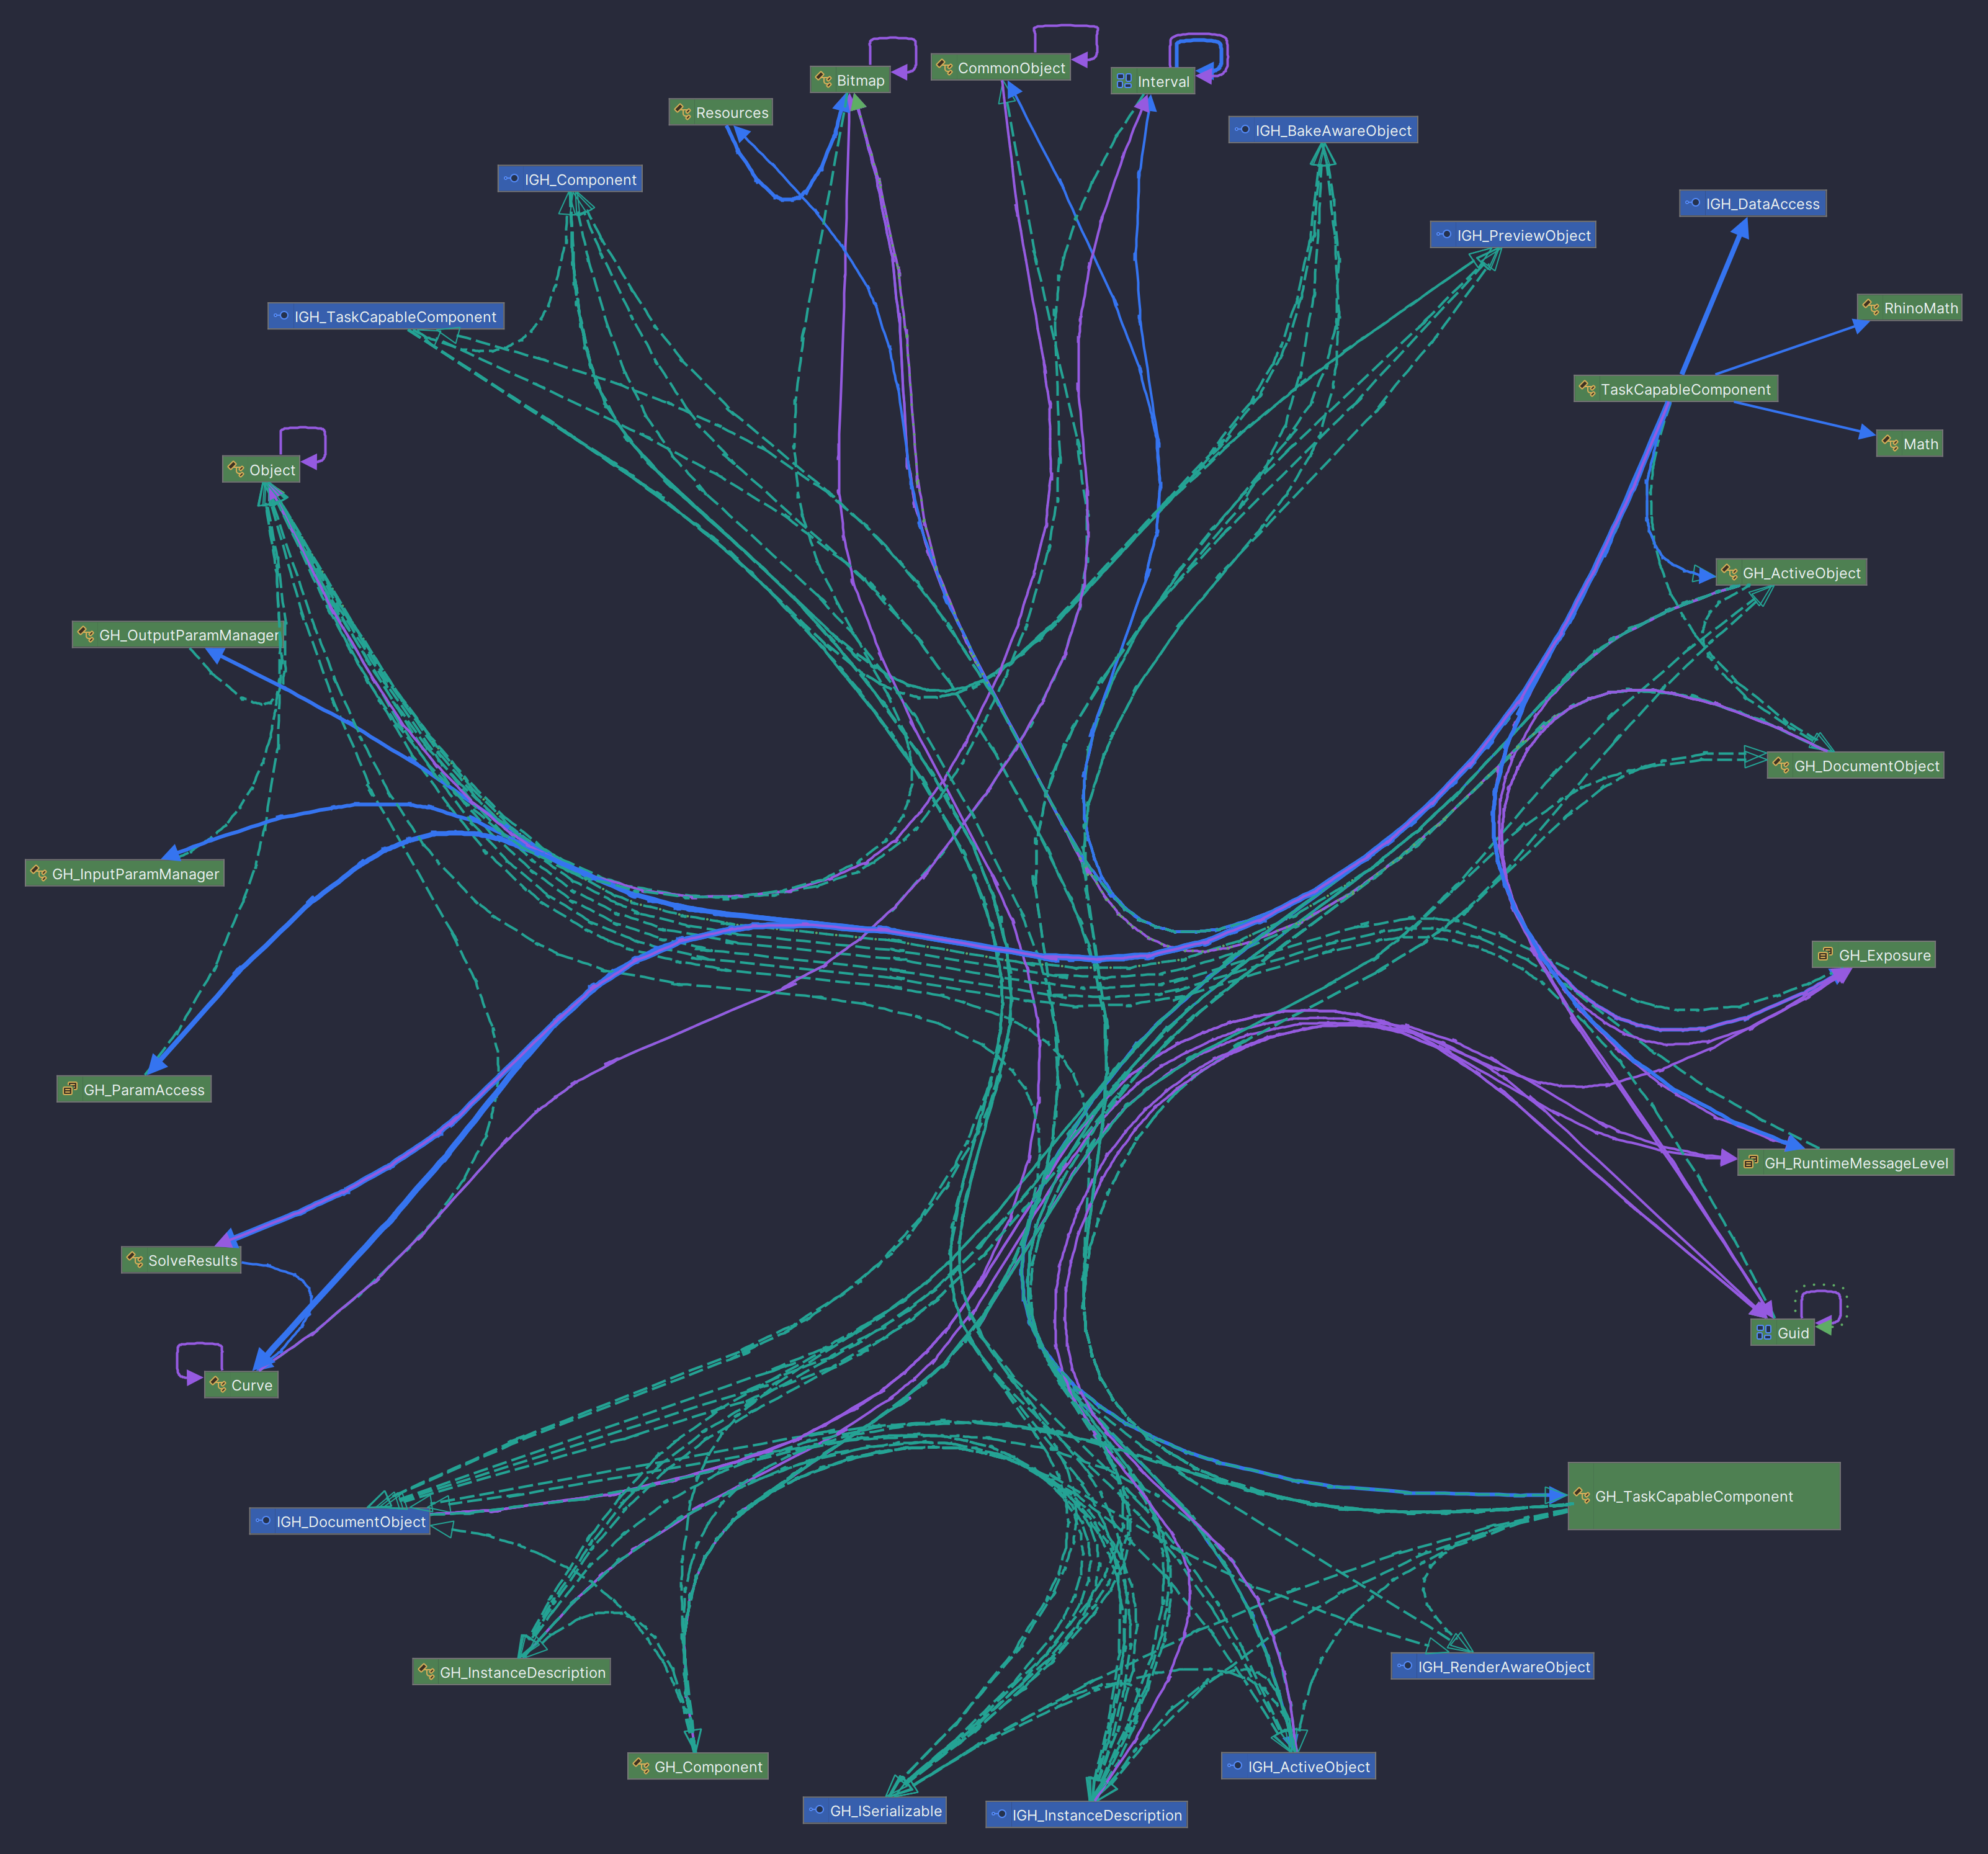 CommonObject
Bitmap
Interval
Resources
IGH_BakeAwareObject
IGH_Component
IGH_DataAccess
IGH_PreviewObject
RhinoMath
IGH_TaskCapableComponent
TaskCapableComponent
Math
Object
GH_ActiveObject
GH_OutputParamManager
GH_DocumentObject
GH_InputParamManager
GH_Exposure
GH_ParamAccess
GH_RuntimeMessageLevel
SolveResults
Guid
Curve
GH_TaskCapableComponent
IGH_DocumentObject
IGH_RenderAwareObject
GH_InstanceDescription
GH_Component
IGH_ActiveObject
GH_ISerializable
IGH_InstanceDescription